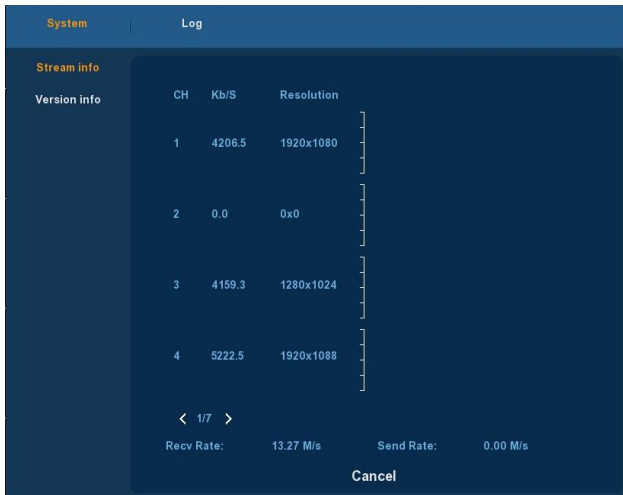 System Log
Stream info
Version info
CH Kb/S Resolution
1 4206.5 1920x1080
2 0.0 0x0
3 4159.3 1280x1024
4 5222.5 1920x1088
< 1/7 >
Recv Rate: 13.27 M/s Send Rate: 0.00 M/s
Cancel